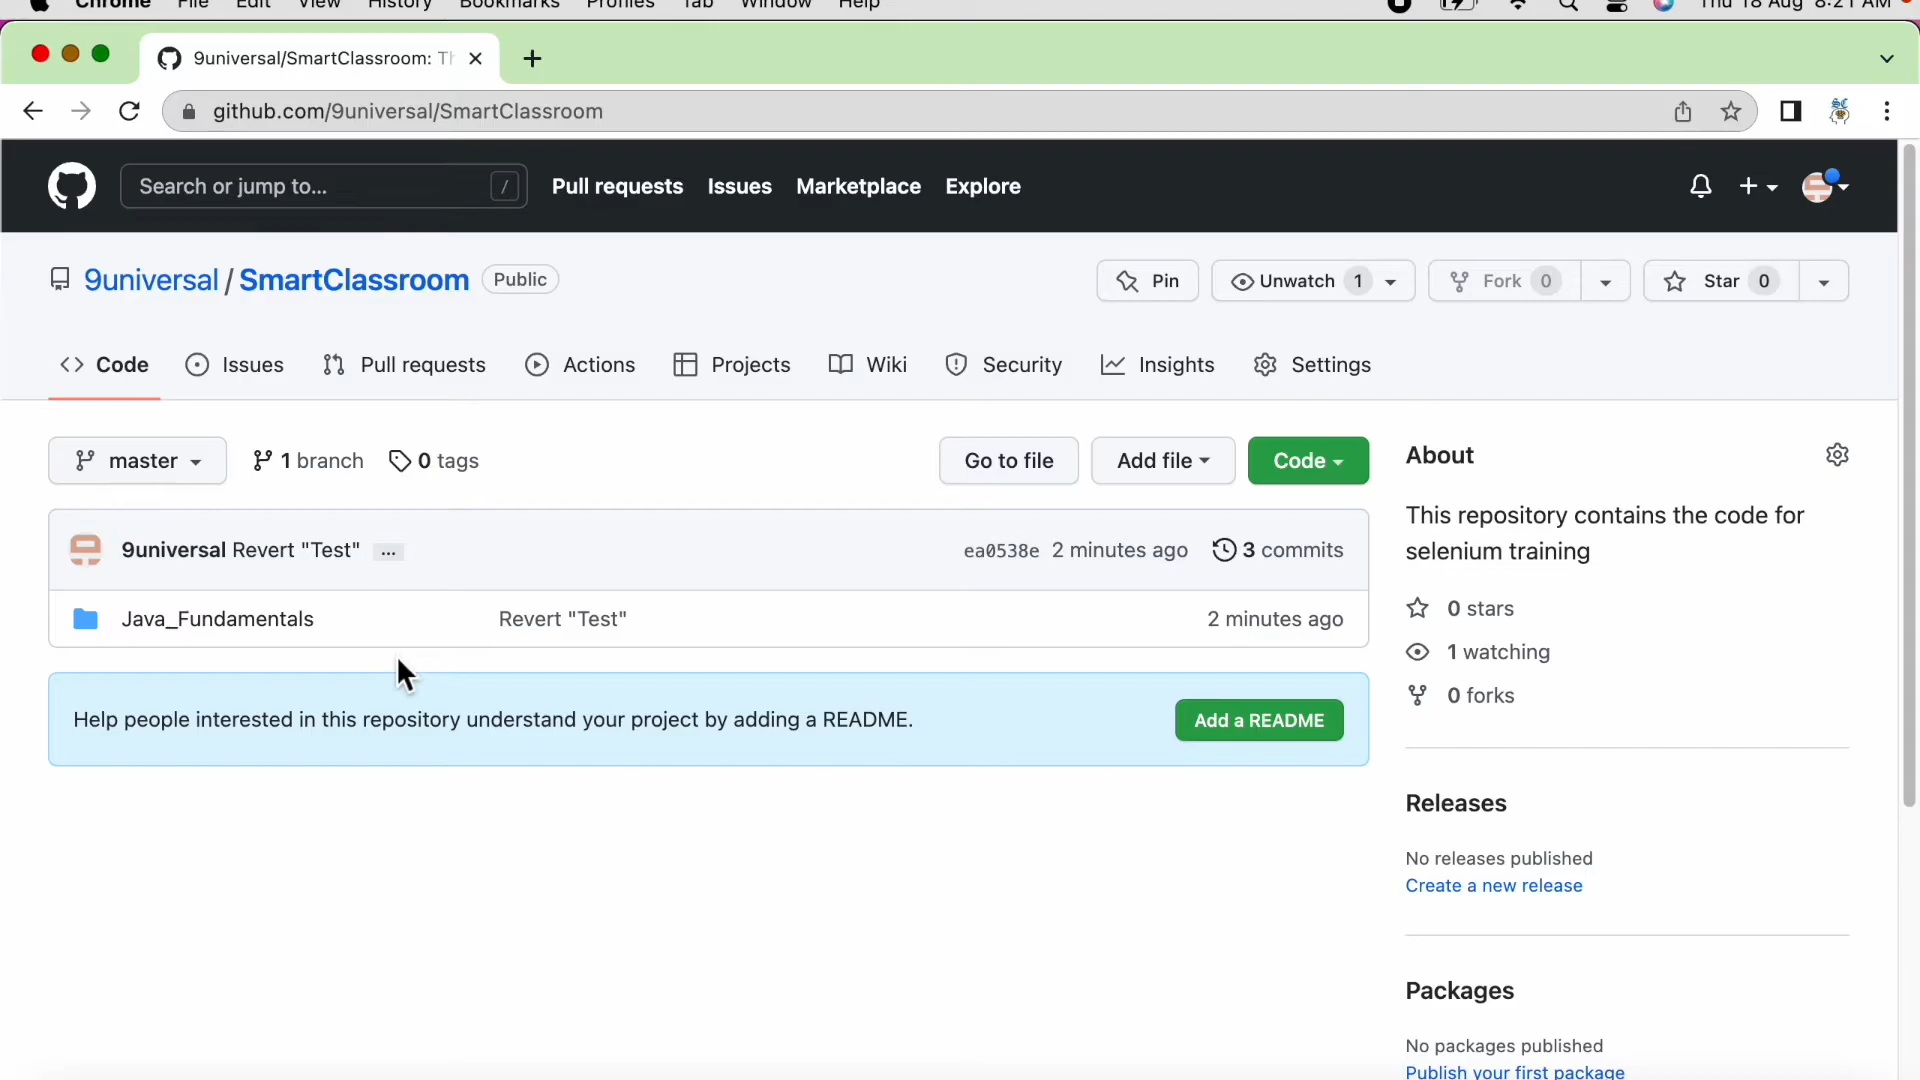 Chrome File Edit View History Bookmarks Profiles Tab Window Help Thu 18 Aug 8:21 AM
9universal/SmartClassroom: Th
github.com/9universal/SmartClassroom
Search or jump to... / Pull requests Issues Marketplace Explore
9universal / SmartClassroom Public Pin Unwatch 1 Fork 0 Star 0
Code Issues Pull requests Actions Projects Wiki Security Insights Settings
master 1 branch 0 tags Go to file Add file Code
9universal Revert "Test" ... ea0538e 2 minutes ago 3 commits
Java_Fundamentals Revert "Test" 2 minutes ago
Help people interested in this repository understand your project by adding a README. Add a README
About
This repository contains the code for
selenium training
0 stars
1 watching
0 forks
Releases
No releases published
Create a new release
Packages
No packages published
Publish your first package